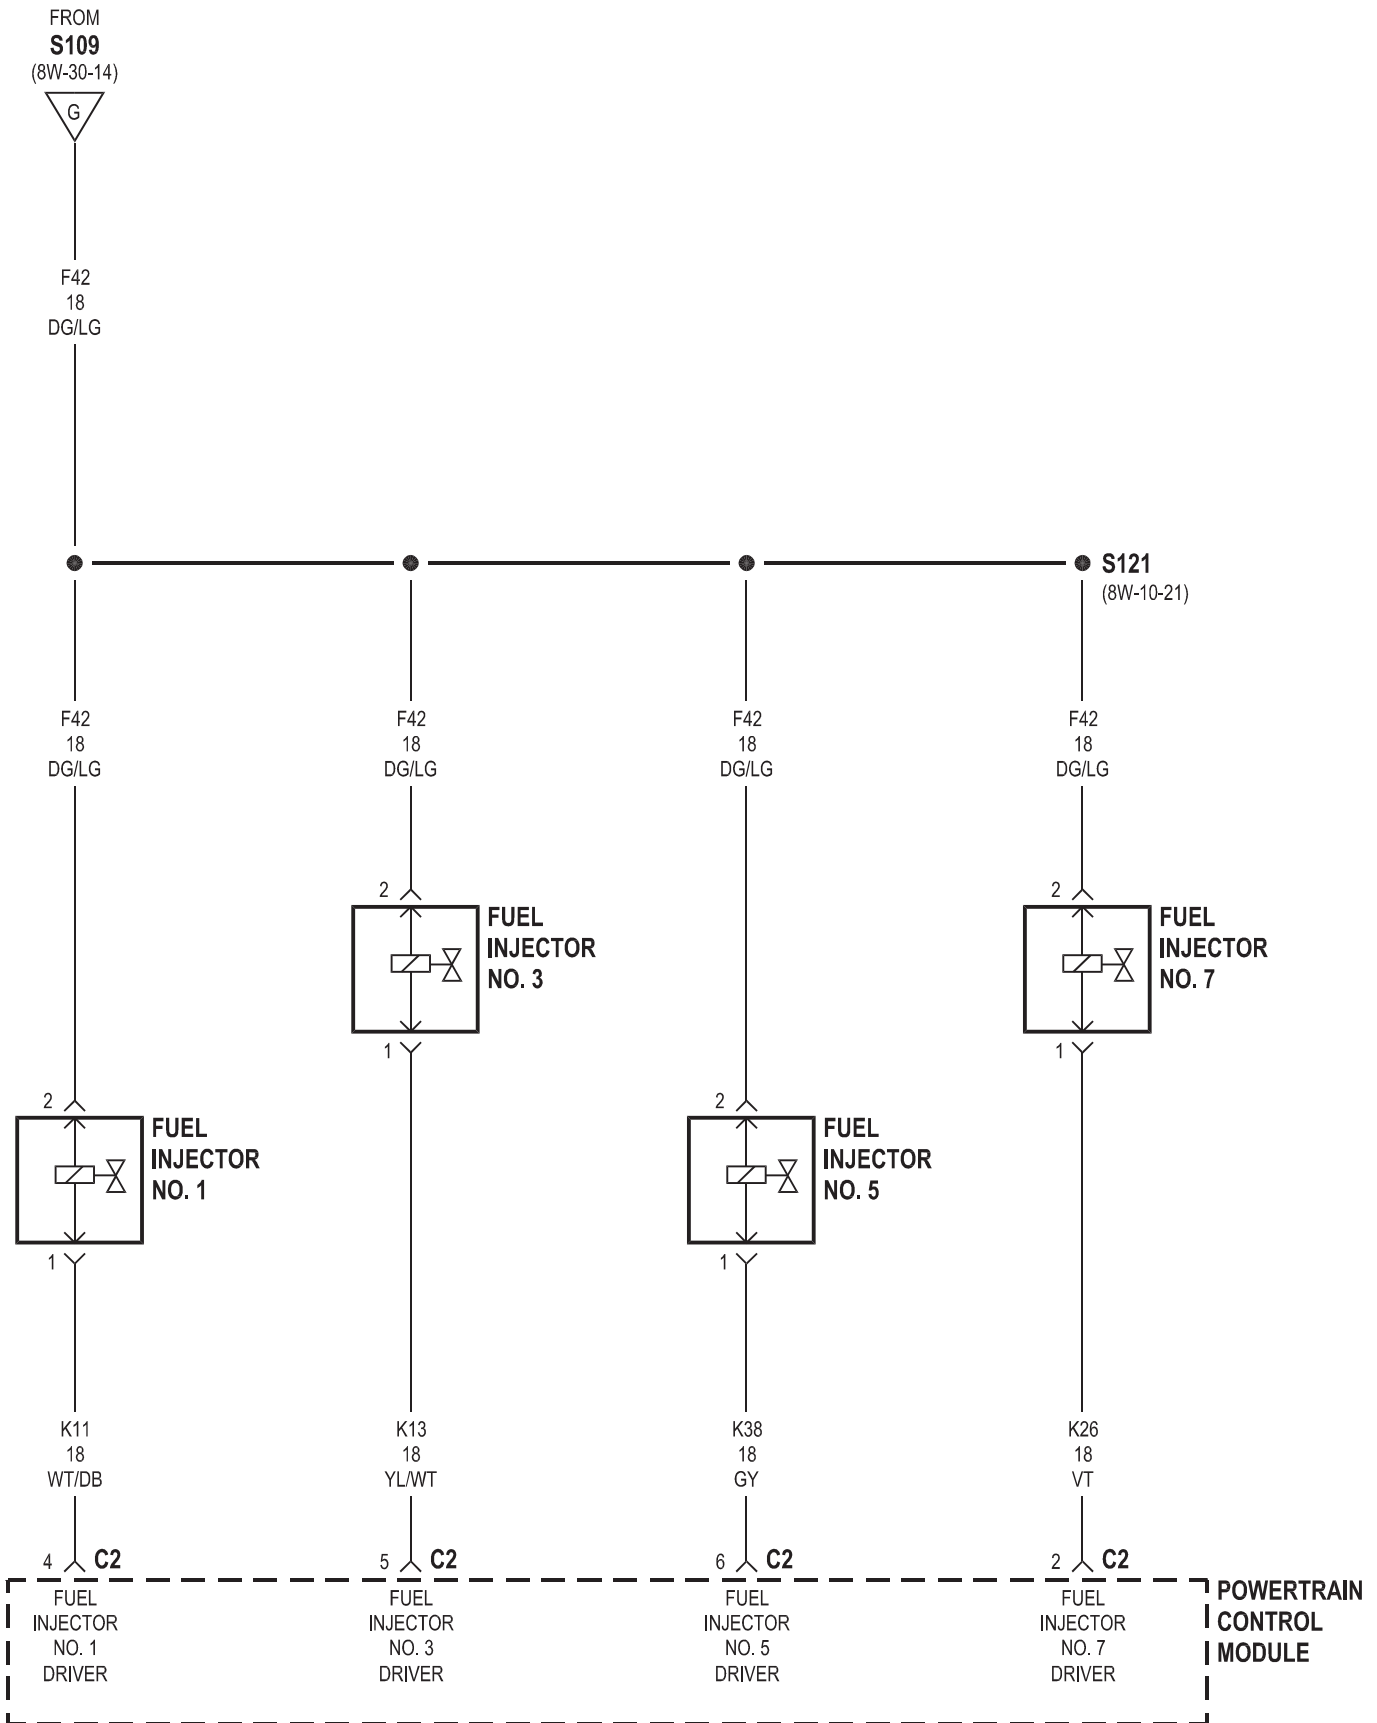 FROM
S109
(8W-30-14)
G
F42
18
DG/LG
S121
(8W-10-21)
F42
18
DG/LG
F42
18
DG/LG
F42
18
DG/LG
F42
18
DG/LG
2
FUEL
INJECTOR
NO. 3
1
2
FUEL
INJECTOR
NO. 7
1
2
FUEL
INJECTOR
NO. 1
1
2
FUEL
INJECTOR
NO. 5
1
K11
18
WT/DB
K13
18
YL/WT
K38
18
GY
K26
18
VT
4 C2
5 C2
6 C2
2 C2
FUEL
INJECTOR
NO. 1
DRIVER
FUEL
INJECTOR
NO. 3
DRIVER
FUEL
INJECTOR
NO. 5
DRIVER
FUEL
INJECTOR
NO. 7
DRIVER
POWERTRAIN
CONTROL
MODULE